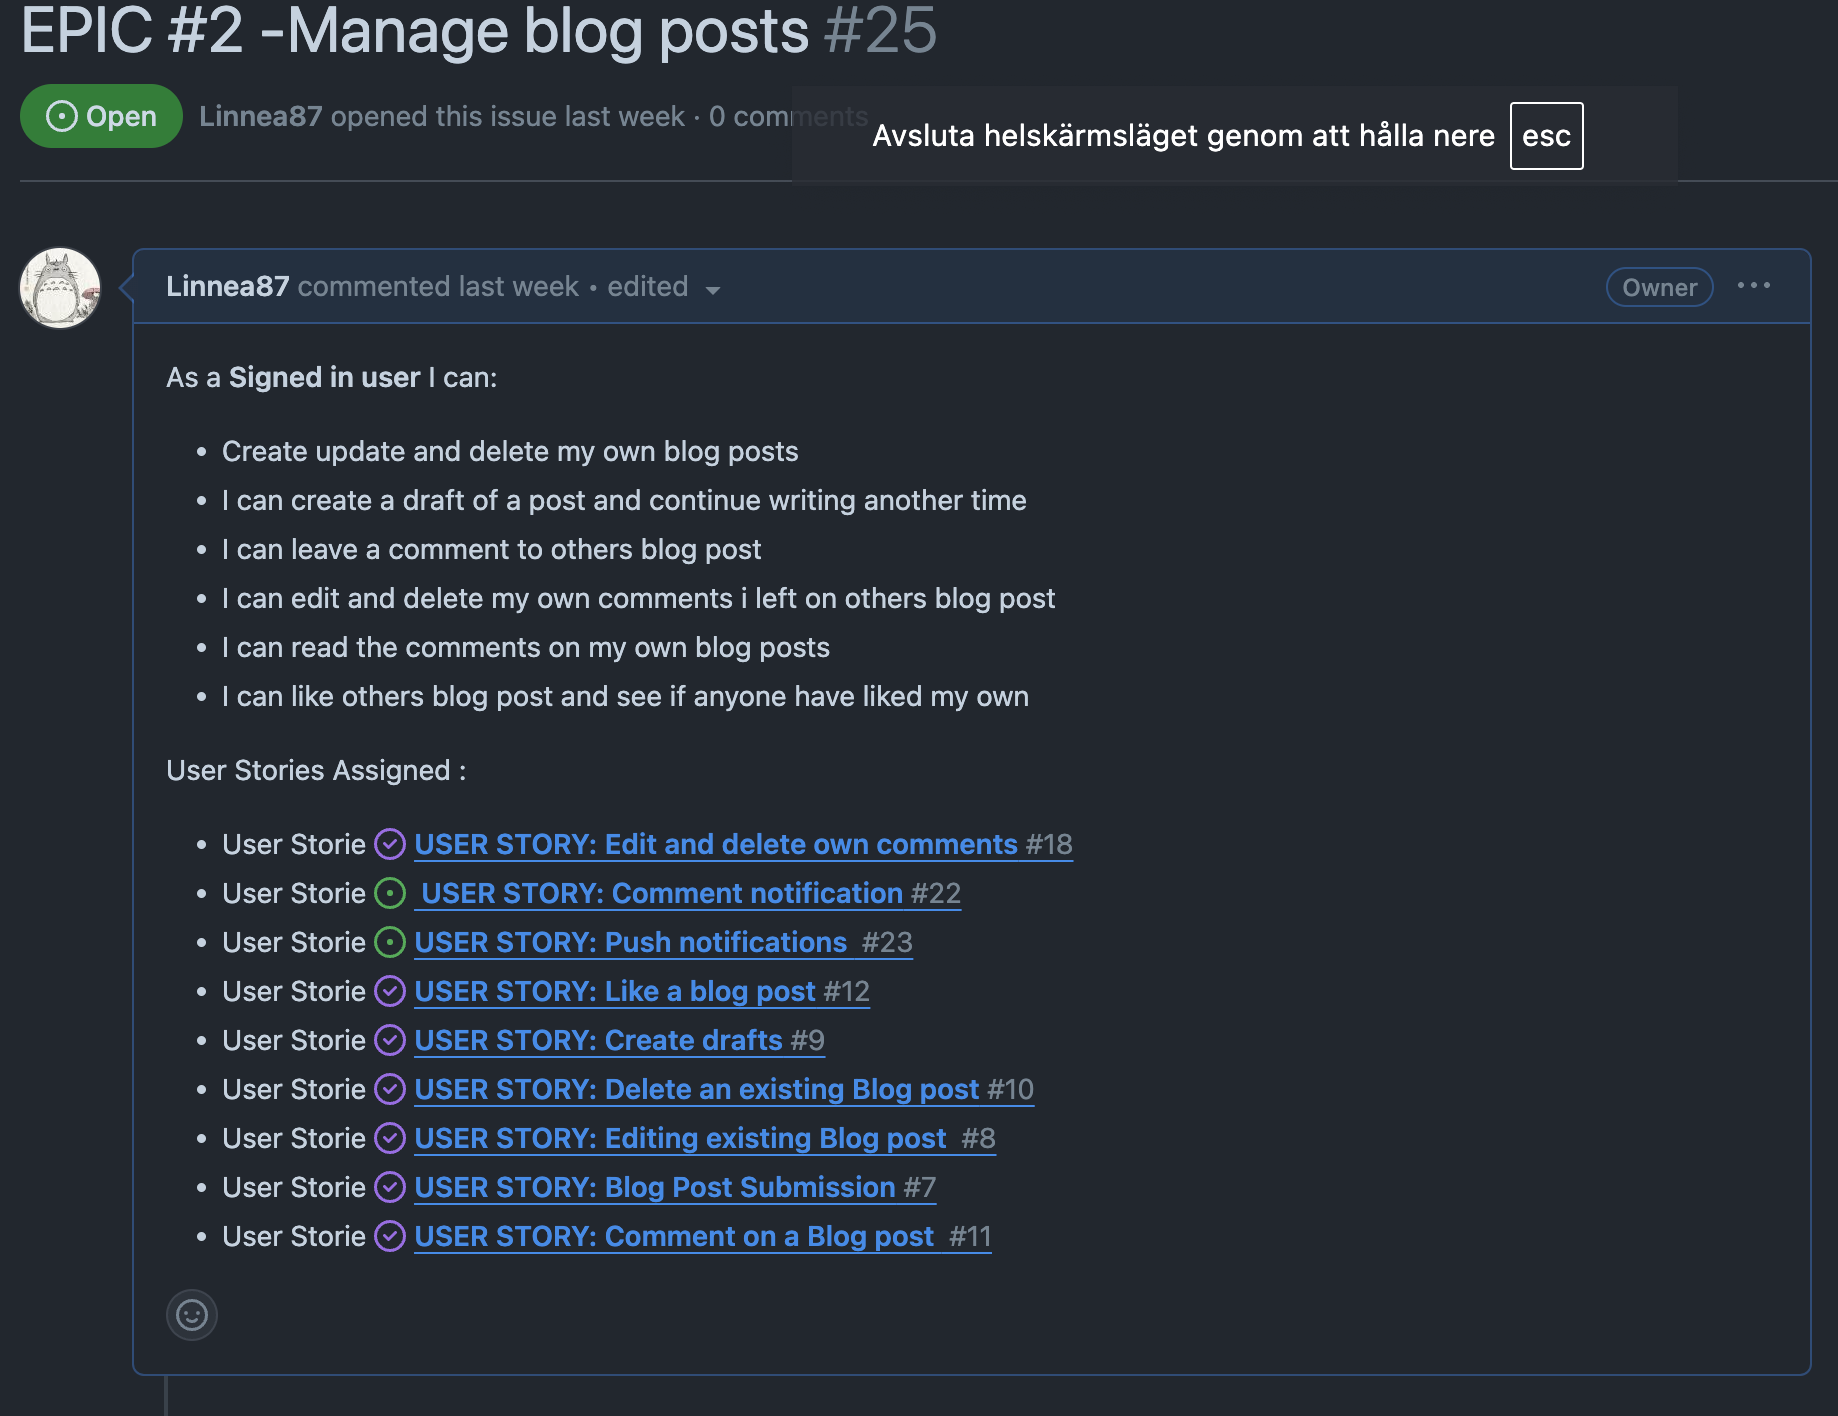 EPIC #2 -Manage blog posts #25
Open
Linnea87 opened this issue last week · 0 comments
Avsluta helskärmsläget genom att hålla nere esc
Linnea87 commented last week • edited
Owner
As a Signed in user I can:
• Create update and delete my own blog posts
• I can create a draft of a post and continue writing another time
• I can leave a comment to others blog post
• I can edit and delete my own comments i left on others blog post
• I can read the comments on my own blog posts
• I can like others blog post and see if anyone have liked my own
User Stories Assigned :
• User Storie USER STORY: Edit and delete own comments #18
• User Storie USER STORY: Comment notification #22
• User Storie USER STORY: Push notifications #23
• User Storie USER STORY: Like a blog post #12
• User Storie USER STORY: Create drafts #9
• User Storie USER STORY: Delete an existing Blog post #10
• User Storie USER STORY: Editing existing Blog post #8
• User Storie USER STORY: Blog Post Submission #7
• User Storie USER STORY: Comment on a Blog post #11